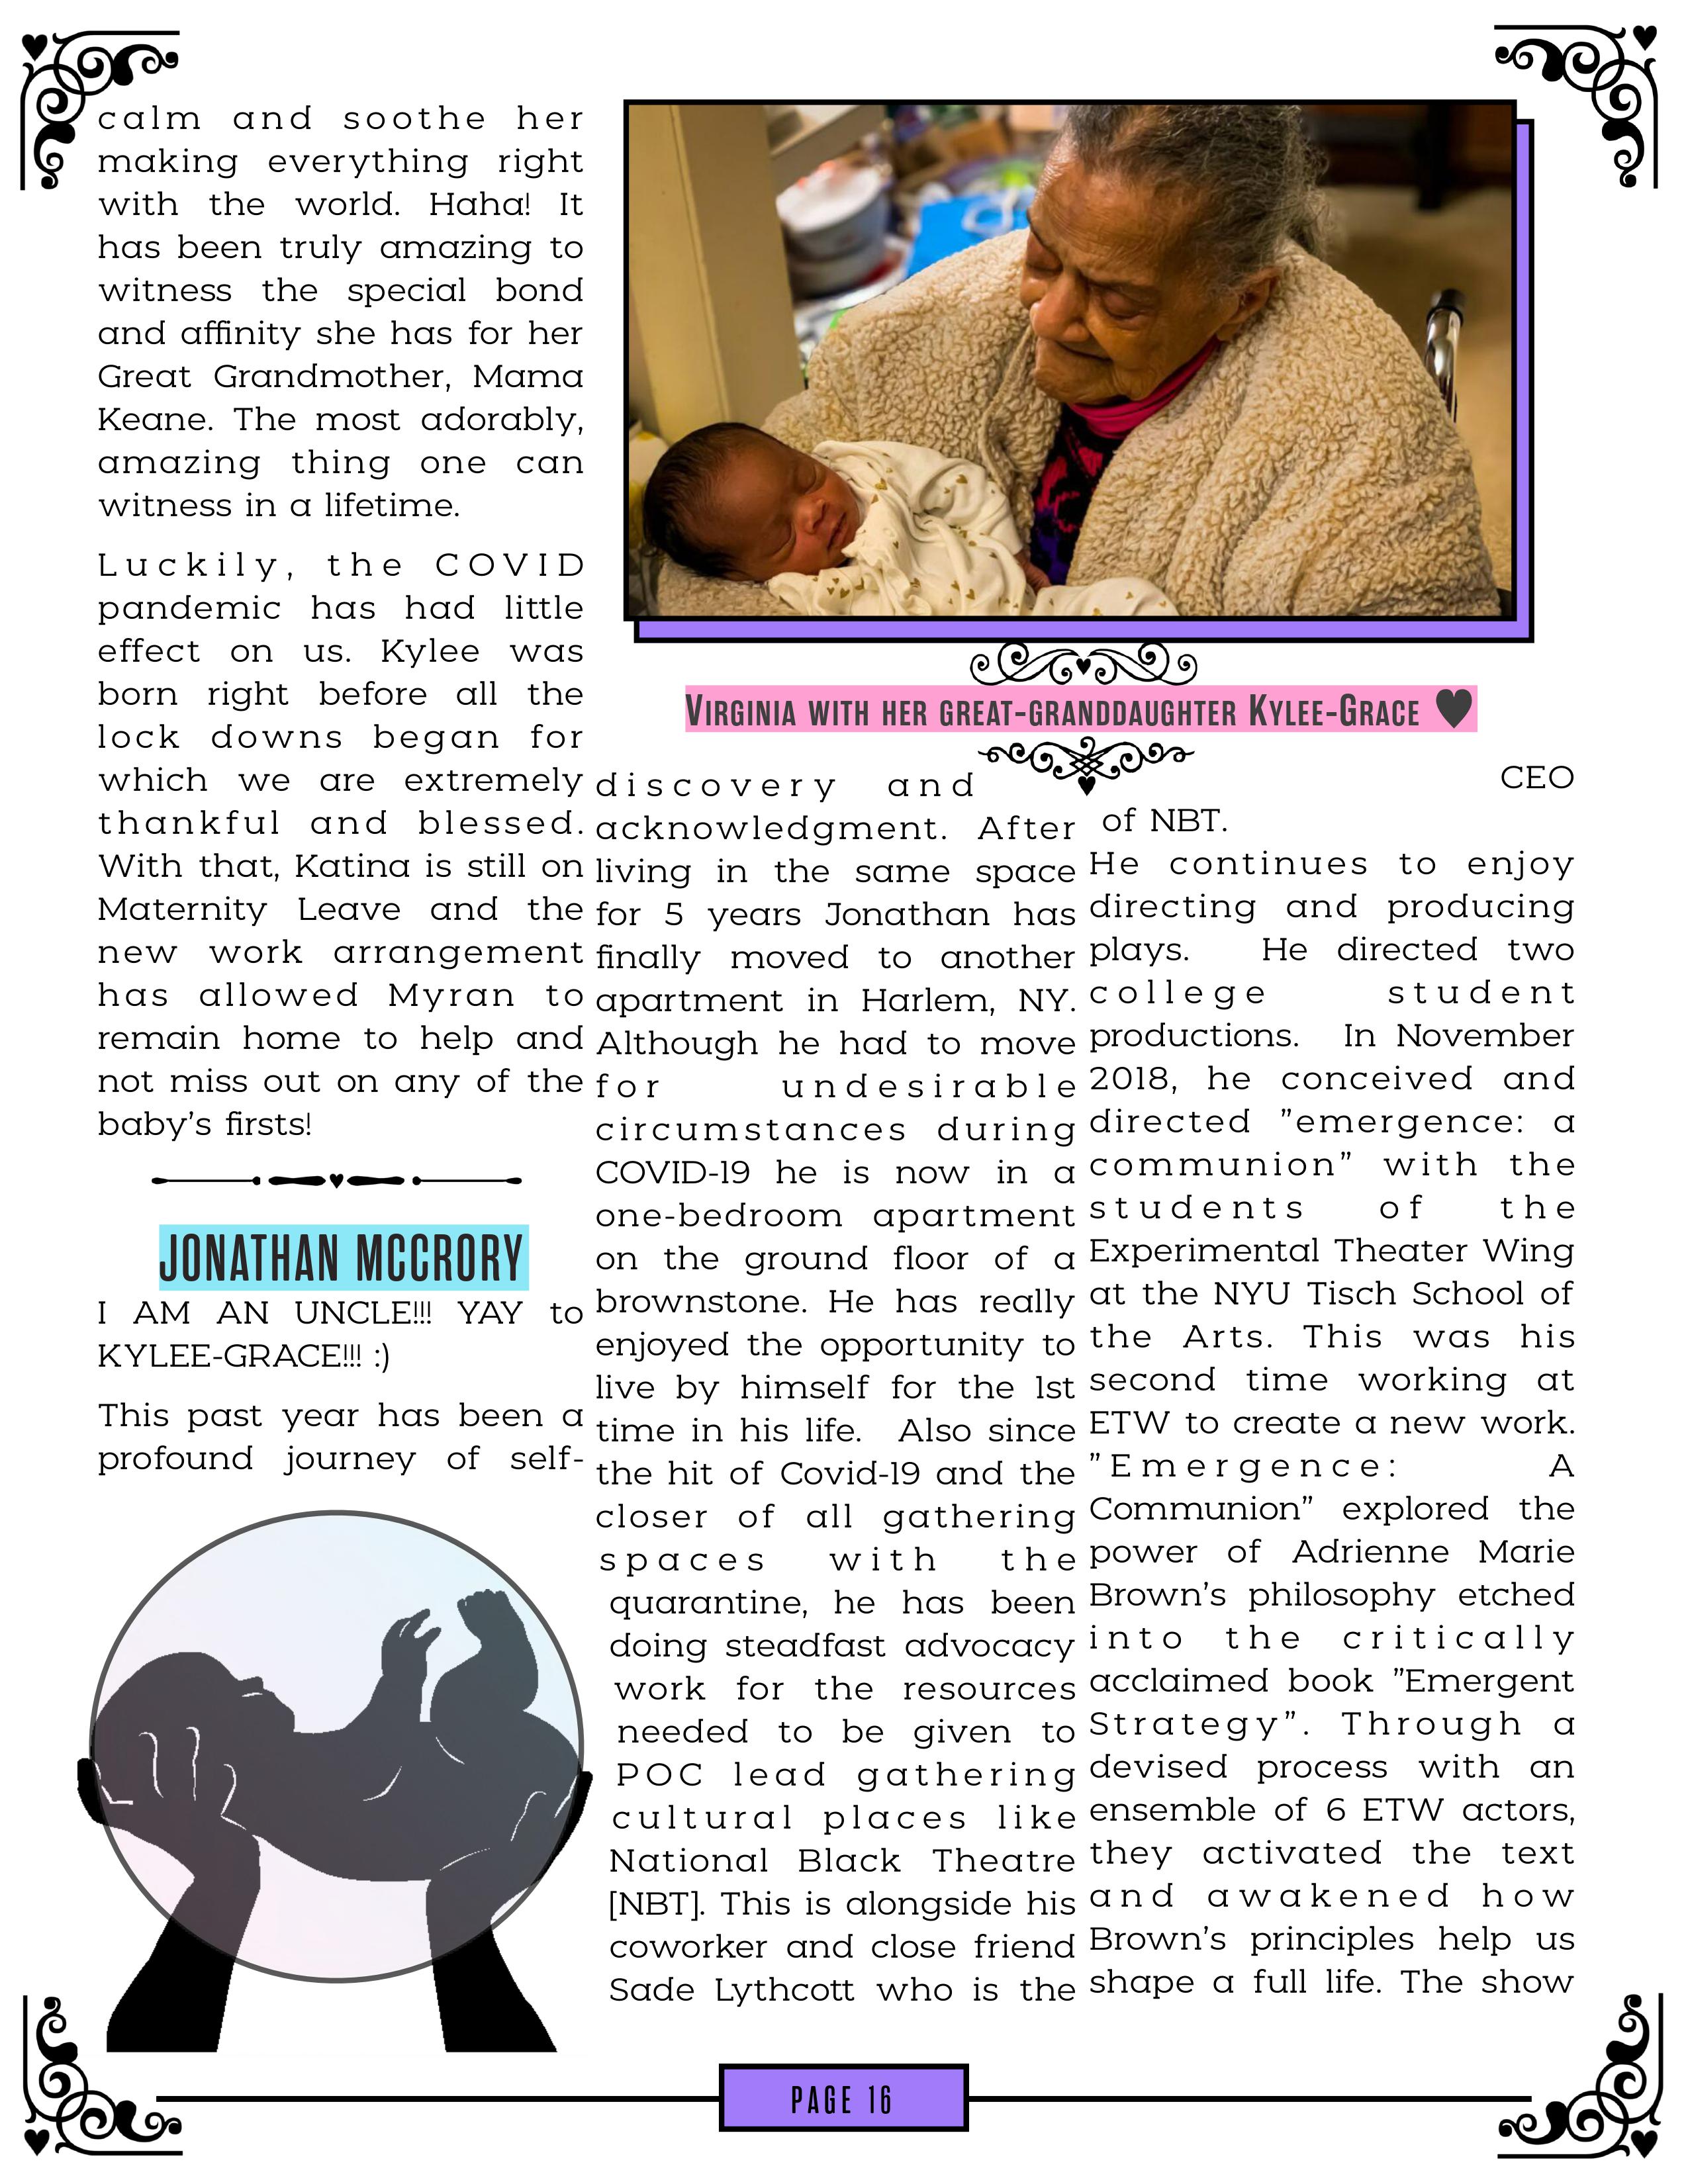 calm and soothe her
making everything right
with the world. Haha! It
has been truly amazing to
witness the special bond
and affinity she has for her
Great Grandmother, Mama
Keane. The most adorably,
amazing thing one can
witness in a lifetime.
Luckily, the COVID
pandemic has had little
effect on us. Kylee was
born right before all the
lock downs began for
which we are extremely
thankful and blessed.
With that, Katina is still on
Maternity Leave and the
new work arrangement
has allowed Myran to
remain home to help and
not miss out on any of the
baby's firsts!
JONATHAN MCCRORY
I AM AN UNCLE!!! YAY to
KYLEE-GRACE!!! :)
This past year has been a
profound journey of self-
Virginia with her great-granddaughter Kylee-Grace ♥
discovery and
acknowledgment. After
living in the same space
for 5 years Jonathan has
finally moved to another
apartment in Harlem, NY.
Although he had to move
for undesirable
circumstances during
COVID-19 he is now in a
one-bedroom apartment
on the ground floor of a
brownstone. He has really
enjoyed the opportunity to
live by himself for the 1st
time in his life. Also since
the hit of Covid-19 and the
closer of all gathering
spaces with the
quarantine, he has been
doing steadfast advocacy
work for the resources
needed to be given to
POC lead gathering
cultural places like
National Black Theatre
[NBT]. This is alongside his
coworker and close friend
Sade Lythcott who is the
CEO
of NBT.
He continues to enjoy
directing and producing
plays. He directed two
college student
productions. In November
2018, he conceived and
directed "emergence: a
communion" with the
students of the
Experimental Theater Wing
at the NYU Tisch School of
the Arts. This was his
second time working at
ETW to create a new work.
"Emergence: A
Communion" explored the
power of Adrienne Marie
Brown's philosophy etched
into the critically
acclaimed book "Emergent
Strategy". Through a
devised process with an
ensemble of 6 ETW actors,
they activated the text
and awakened how
Brown's principles help us
shape a full life. The show
PAGE 16